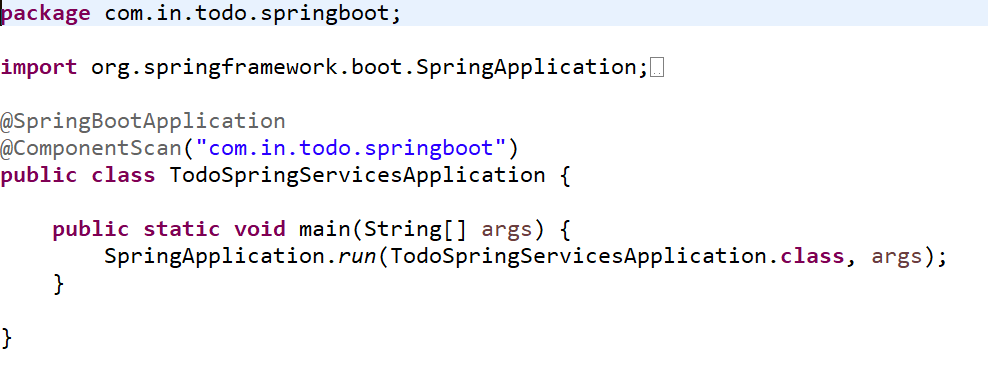 package com.in.todo.springboot;
import org.springframework.boot.SpringApplication;
@SpringBootApplication
@ComponentScan("com.in.todo.springboot")
public class TodoSpringServicesApplication {
public static void main(String[] args) {
SpringApplication.run(TodoSpringServicesApplication.class, args);
}
}